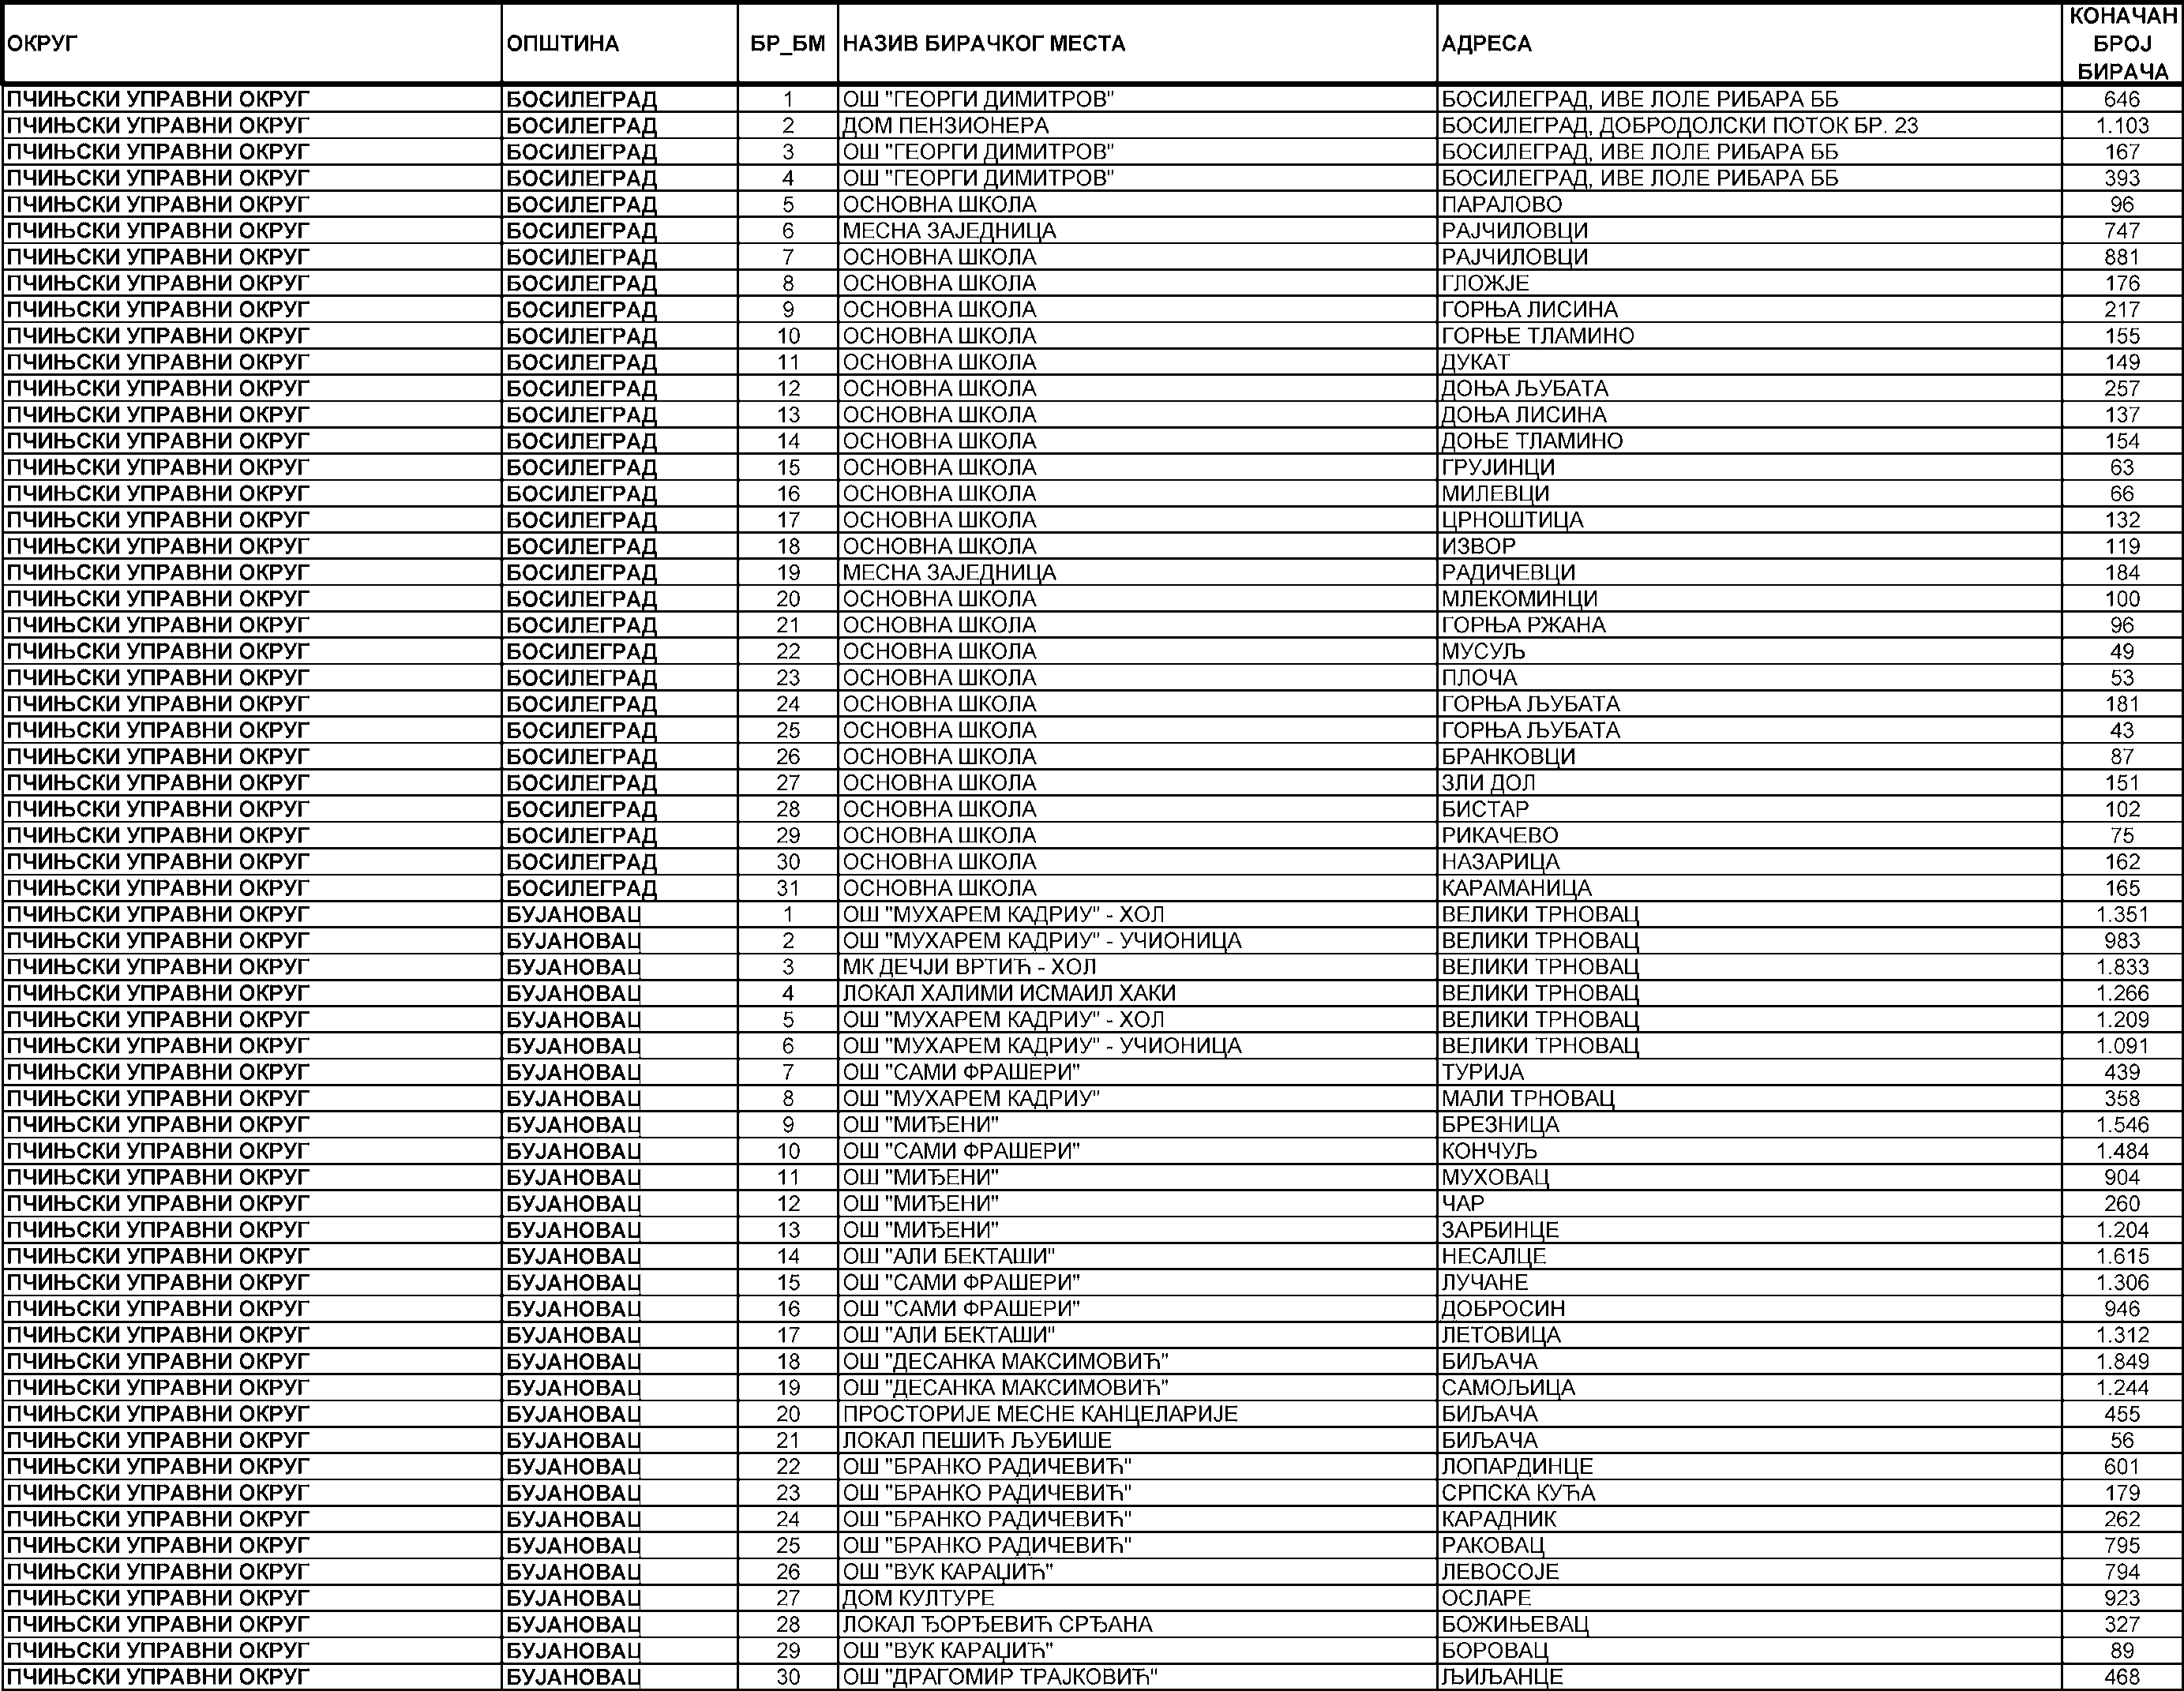 ОКРУГ ОПШТИНА БР_БМ НАЗИВ БИРАЧКОГ МЕСТА АДРЕСА КОНАЧАН БРОЈ БИРАЧА
ПЧИЊСКИ УПРАВНИ ОКРУГ БОСИЛЕГРАД 1 ОШ "ГЕОРГИ ДИМИТРОВ" БОСИЛЕГРАД, ИВЕ ЛОЛЕ РИБАРА ББ 646
ПЧИЊСКИ УПРАВНИ ОКРУГ БОСИЛЕГРАД 2 ДОМ ПЕНЗИОНЕРА БОСИЛЕГРАД, ДОБРОДОЛСКИ ПОТОК БР. 23 1.103
ПЧИЊСКИ УПРАВНИ ОКРУГ БОСИЛЕГРАД 3 ОШ "ГЕОРГИ ДИМИТРОВ" БОСИЛЕГРАД, ИВЕ ЛОЛЕ РИБАРА ББ 167
ПЧИЊСКИ УПРАВНИ ОКРУГ БОСИЛЕГРАД 4 ОШ "ГЕОРГИ ДИМИТРОВ" БОСИЛЕГРАД, ИВЕ ЛОЛЕ РИБАРА ББ 393
ПЧИЊСКИ УПРАВНИ ОКРУГ БОСИЛЕГРАД 5 ОСНОВНА ШКОЛА ПАРАЛОВО 96
ПЧИЊСКИ УПРАВНИ ОКРУГ БОСИЛЕГРАД 6 МЕСНА ЗАЈЕДНИЦА РАЈЧИЛОВЦИ 747
ПЧИЊСКИ УПРАВНИ ОКРУГ БОСИЛЕГРАД 7 ОСНОВНА ШКОЛА РАЈЧИЛОВЦИ 881
ПЧИЊСКИ УПРАВНИ ОКРУГ БОСИЛЕГРАД 8 ОСНОВНА ШКОЛА ГЛОЖЈЕ 176
ПЧИЊСКИ УПРАВНИ ОКРУГ БОСИЛЕГРАД 9 ОСНОВНА ШКОЛА ГОРЊА ЛИСИНА 217
ПЧИЊСКИ УПРАВНИ ОКРУГ БОСИЛЕГРАД 10 ОСНОВНА ШКОЛА ГОРЊЕ ТЛАМИНО 155
ПЧИЊСКИ УПРАВНИ ОКРУГ БОСИЛЕГРАД 11 ОСНОВНА ШКОЛА ДУКАТ 149
ПЧИЊСКИ УПРАВНИ ОКРУГ БОСИЛЕГРАД 12 ОСНОВНА ШКОЛА ДОЊА ЉУБАТА 257
ПЧИЊСКИ УПРАВНИ ОКРУГ БОСИЛЕГРАД 13 ОСНОВНА ШКОЛА ДОЊА ЛИСИНА 137
ПЧИЊСКИ УПРАВНИ ОКРУГ БОСИЛЕГРАД 14 ОСНОВНА ШКОЛА ДОЊЕ ТЛАМИНО 154
ПЧИЊСКИ УПРАВНИ ОКРУГ БОСИЛЕГРАД 15 ОСНОВНА ШКОЛА ГРУЈИНЦИ 63
ПЧИЊСКИ УПРАВНИ ОКРУГ БОСИЛЕГРАД 16 ОСНОВНА ШКОЛА МИЛЕВЦИ 66
ПЧИЊСКИ УПРАВНИ ОКРУГ БОСИЛЕГРАД 17 ОСНОВНА ШКОЛА ЦРНОШТИЦА 132
ПЧИЊСКИ УПРАВНИ ОКРУГ БОСИЛЕГРАД 18 ОСНОВНА ШКОЛА ИЗВОР 119
ПЧИЊСКИ УПРАВНИ ОКРУГ БОСИЛЕГРАД 19 МЕСНА ЗАЈЕДНИЦА РАДИЧЕВЦИ 184
ПЧИЊСКИ УПРАВНИ ОКРУГ БОСИЛЕГРАД 20 ОСНОВНА ШКОЛА МЛЕКОМИНЦИ 100
ПЧИЊСКИ УПРАВНИ ОКРУГ БОСИЛЕГРАД 21 ОСНОВНА ШКОЛА ГОРЊА РЖАНА 96
ПЧИЊСКИ УПРАВНИ ОКРУГ БОСИЛЕГРАД 22 ОСНОВНА ШКОЛА МУСУЉ 49
ПЧИЊСКИ УПРАВНИ ОКРУГ БОСИЛЕГРАД 23 ОСНОВНА ШКОЛА ПЛОЧА 53
ПЧИЊСКИ УПРАВНИ ОКРУГ БОСИЛЕГРАД 24 ОСНОВНА ШКОЛА ГОРЊА ЉУБАТА 181
ПЧИЊСКИ УПРАВНИ ОКРУГ БОСИЛЕГРАД 25 ОСНОВНА ШКОЛА ГОРЊА ЉУБАТА 43
ПЧИЊСКИ УПРАВНИ ОКРУГ БОСИЛЕГРАД 26 ОСНОВНА ШКОЛА БРАНКОВЦИ 87
ПЧИЊСКИ УПРАВНИ ОКРУГ БОСИЛЕГРАД 27 ОСНОВНА ШКОЛА ЗЛИ ДОЛ 151
ПЧИЊСКИ УПРАВНИ ОКРУГ БОСИЛЕГРАД 28 ОСНОВНА ШКОЛА БИСТАР 102
ПЧИЊСКИ УПРАВНИ ОКРУГ БОСИЛЕГРАД 29 ОСНОВНА ШКОЛА РИКАЧЕВО 75
ПЧИЊСКИ УПРАВНИ ОКРУГ БОСИЛЕГРАД 30 ОСНОВНА ШКОЛА НАЗАРИЦА 162
ПЧИЊСКИ УПРАВНИ ОКРУГ БОСИЛЕГРАД 31 ОСНОВНА ШКОЛА КАРАМАНИЦА 165
ПЧИЊСКИ УПРАВНИ ОКРУГ БУЈАНОВАЦ 1 ОШ "МУХАРЕМ КАДРИУ" - ХОЛ ВЕЛИКИ ТРНОВАЦ 1.351
ПЧИЊСКИ УПРАВНИ ОКРУГ БУЈАНОВАЦ 2 ОШ "МУХАРЕМ КАДРИУ" - УЧИОНИЦА ВЕЛИКИ ТРНОВАЦ 983
ПЧИЊСКИ УПРАВНИ ОКРУГ БУЈАНОВАЦ 3 МК ДЕЧЈИ ВРТИЋ - ХОЛ ВЕЛИКИ ТРНОВАЦ 1.833
ПЧИЊСКИ УПРАВНИ ОКРУГ БУЈАНОВАЦ 4 ЛОКАЛ ХАЛИМИ ИСМАИЛ ХАКИ ВЕЛИКИ ТРНОВАЦ 1.266
ПЧИЊСКИ УПРАВНИ ОКРУГ БУЈАНОВАЦ 5 ОШ "МУХАРЕМ КАДРИУ" - ХОЛ ВЕЛИКИ ТРНОВАЦ 1.209
ПЧИЊСКИ УПРАВНИ ОКРУГ БУЈАНОВАЦ 6 ОШ "МУХАРЕМ КАДРИУ" - УЧИОНИЦА ВЕЛИКИ ТРНОВАЦ 1.091
ПЧИЊСКИ УПРАВНИ ОКРУГ БУЈАНОВАЦ 7 ОШ "САМИ ФРАШЕРИ" ТУРИЈА 439
ПЧИЊСКИ УПРАВНИ ОКРУГ БУЈАНОВАЦ 8 ОШ "МУХАРЕМ КАДРИУ" МАЛИ ТРНОВАЦ 358
ПЧИЊСКИ УПРАВНИ ОКРУГ БУЈАНОВАЦ 9 ОШ "МИЂЕНИ" БРЕЗНИЦА 1.546
ПЧИЊСКИ УПРАВНИ ОКРУГ БУЈАНОВАЦ 10 ОШ "САМИ ФРАШЕРИ" КОНЧУЉ 1.484
ПЧИЊСКИ УПРАВНИ ОКРУГ БУЈАНОВАЦ 11 ОШ "МИЂЕНИ" МУХОВАЦ 904
ПЧИЊСКИ УПРАВНИ ОКРУГ БУЈАНОВАЦ 12 ОШ "МИЂЕНИ" ЧАР 260
ПЧИЊСКИ УПРАВНИ ОКРУГ БУЈАНОВАЦ 13 ОШ "МИЂЕНИ" ЗАРБИНЦЕ 1.204
ПЧИЊСКИ УПРАВНИ ОКРУГ БУЈАНОВАЦ 14 ОШ "АЛИ БЕКТАШИ" НЕСАЛЦЕ 1.615
ПЧИЊСКИ УПРАВНИ ОКРУГ БУЈАНОВАЦ 15 ОШ "САМИ ФРАШЕРИ" ЛУЧАНЕ 1.306
ПЧИЊСКИ УПРАВНИ ОКРУГ БУЈАНОВАЦ 16 ОШ "САМИ ФРАШЕРИ" ДОБРОСИН 946
ПЧИЊСКИ УПРАВНИ ОКРУГ БУЈАНОВАЦ 17 ОШ "АЛИ БЕКТАШИ" ЛЕТОВИЦА 1.312
ПЧИЊСКИ УПРАВНИ ОКРУГ БУЈАНОВАЦ 18 ОШ "ДЕСАНКА МАКСИМОВИЋ" БИЉАЧА 1.849
ПЧИЊСКИ УПРАВНИ ОКРУГ БУЈАНОВАЦ 19 ОШ "ДЕСАНКА МАКСИМОВИЋ" САМОЉИЦА 1.244
ПЧИЊСКИ УПРАВНИ ОКРУГ БУЈАНОВАЦ 20 ПРОСТОРИЈЕ МЕСНЕ КАНЦЕЛАРИЈЕ БИЉАЧА 455
ПЧИЊСКИ УПРАВНИ ОКРУГ БУЈАНОВАЦ 21 ЛОКАЛ ПЕШИЋ ЉУБИШЕ БИЉАЧА 56
ПЧИЊСКИ УПРАВНИ ОКРУГ БУЈАНОВАЦ 22 ОШ "БРАНКО РАДИЧЕВИЋ" ЛОПАРДИНЦЕ 601
ПЧИЊСКИ УПРАВНИ ОКРУГ БУЈАНОВАЦ 23 ОШ "БРАНКО РАДИЧЕВИЋ" СРПСКА КУЋА 179
ПЧИЊСКИ УПРАВНИ ОКРУГ БУЈАНОВАЦ 24 ОШ "БРАНКО РАДИЧЕВИЋ" КАРАДНИК 262
ПЧИЊСКИ УПРАВНИ ОКРУГ БУЈАНОВАЦ 25 ОШ "БРАНКО РАДИЧЕВИЋ" РАКОВАЦ 795
ПЧИЊСКИ УПРАВНИ ОКРУГ БУЈАНОВАЦ 26 ОШ "ВУК КАРАЏИЋ" ЛЕВОСОЈЕ 794
ПЧИЊСКИ УПРАВНИ ОКРУГ БУЈАНОВАЦ 27 ДОМ КУЛТУРЕ ОСЛАРЕ 923
ПЧИЊСКИ УПРАВНИ ОКРУГ БУЈАНОВАЦ 28 ЛОКАЛ ЂОРЂЕВИЋ СРЂАНА БОЖИЊЕВАЦ 327
ПЧИЊСКИ УПРАВНИ ОКРУГ БУЈАНОВАЦ 29 ОШ "ВУК КАРАЏИЋ" БОРОВАЦ 89
ПЧИЊСКИ УПРАВНИ ОКРУГ БУЈАНОВАЦ 30 ОШ "ДРАГОМИР ТРАЈКОВИЋ" ЉИЉАНЦЕ 468